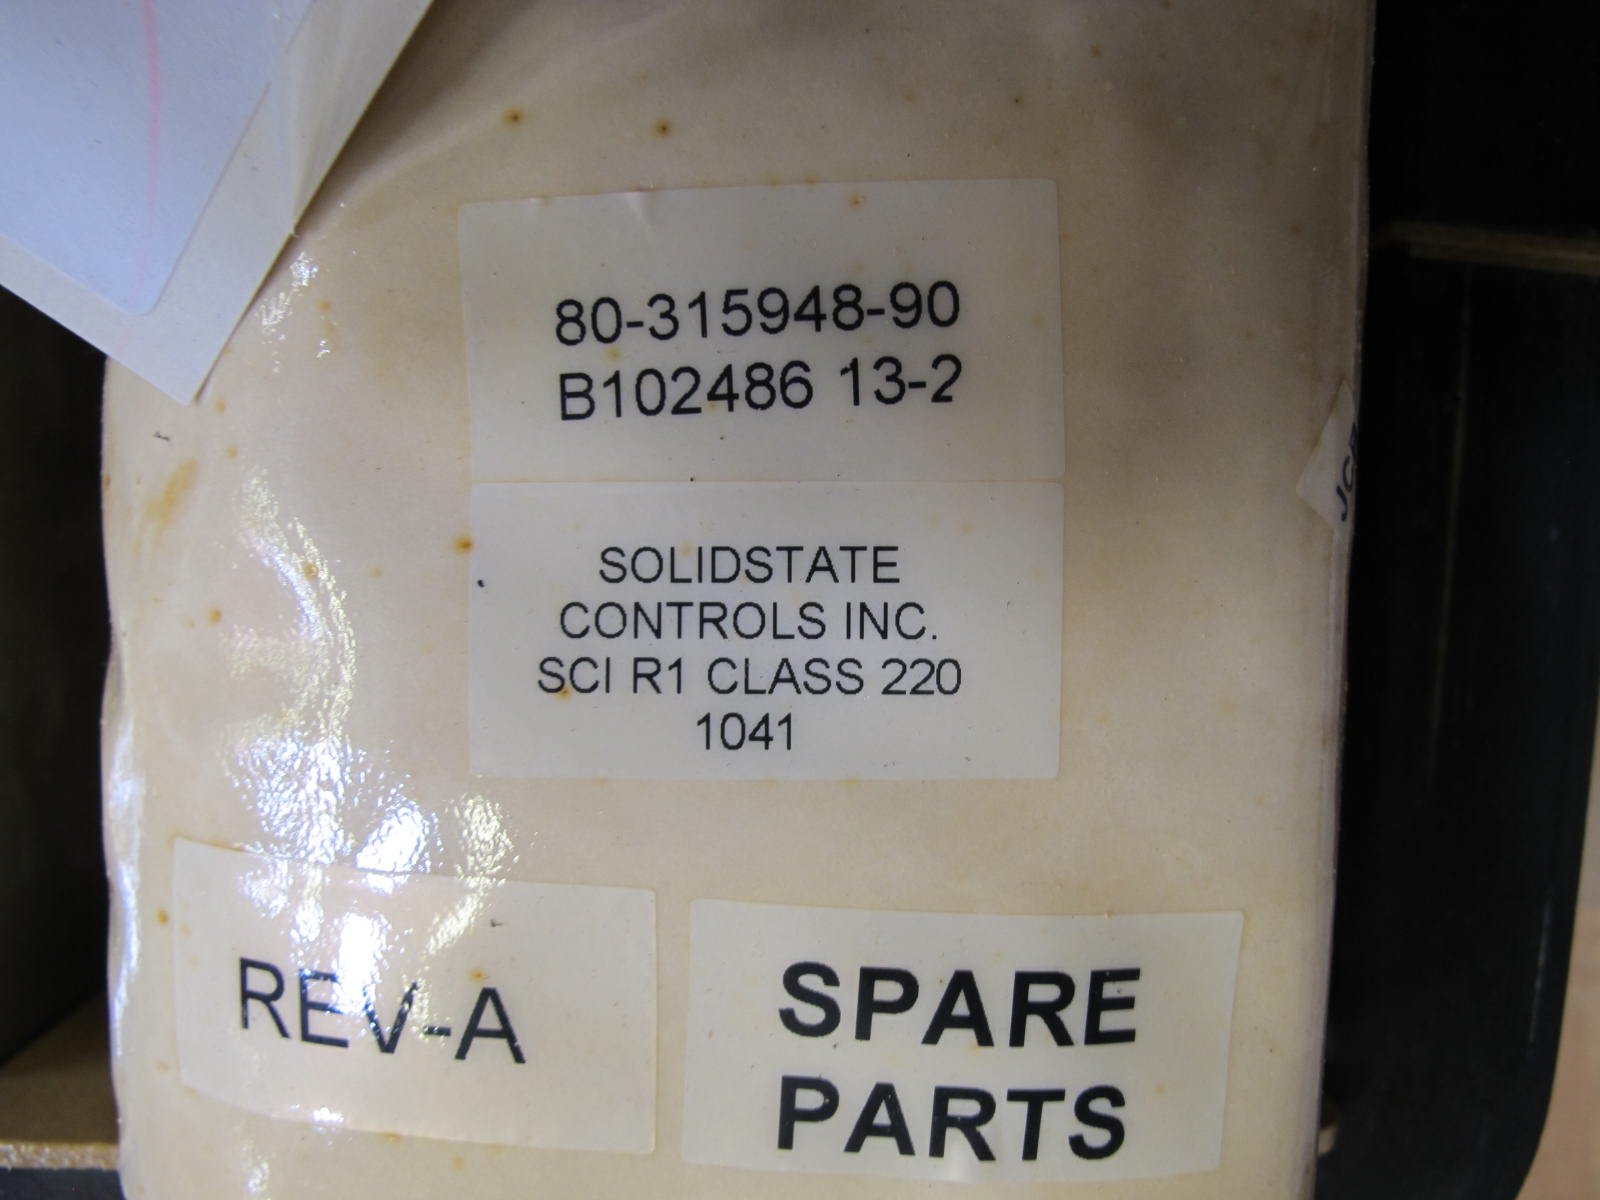 80-315948-90
B102486 13-2
SOLIDSTATE
CONTROLS INC.
SCI R1 CLASS 220
1041
REV-A
SPARE
PARTS